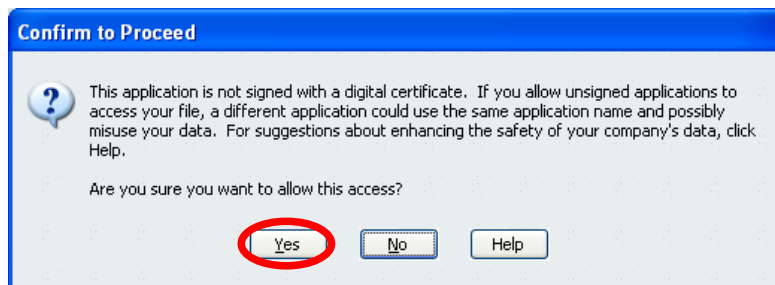 Confirm to Proceed
This application is not signed with a digital certificate.  If you allow unsigned applications to
access your file, a different application could use the same application name and possibly
misuse your data.  For suggestions about enhancing the safety of your company's data, click
Help.
Are you sure you want to allow this access?
Yes No Help